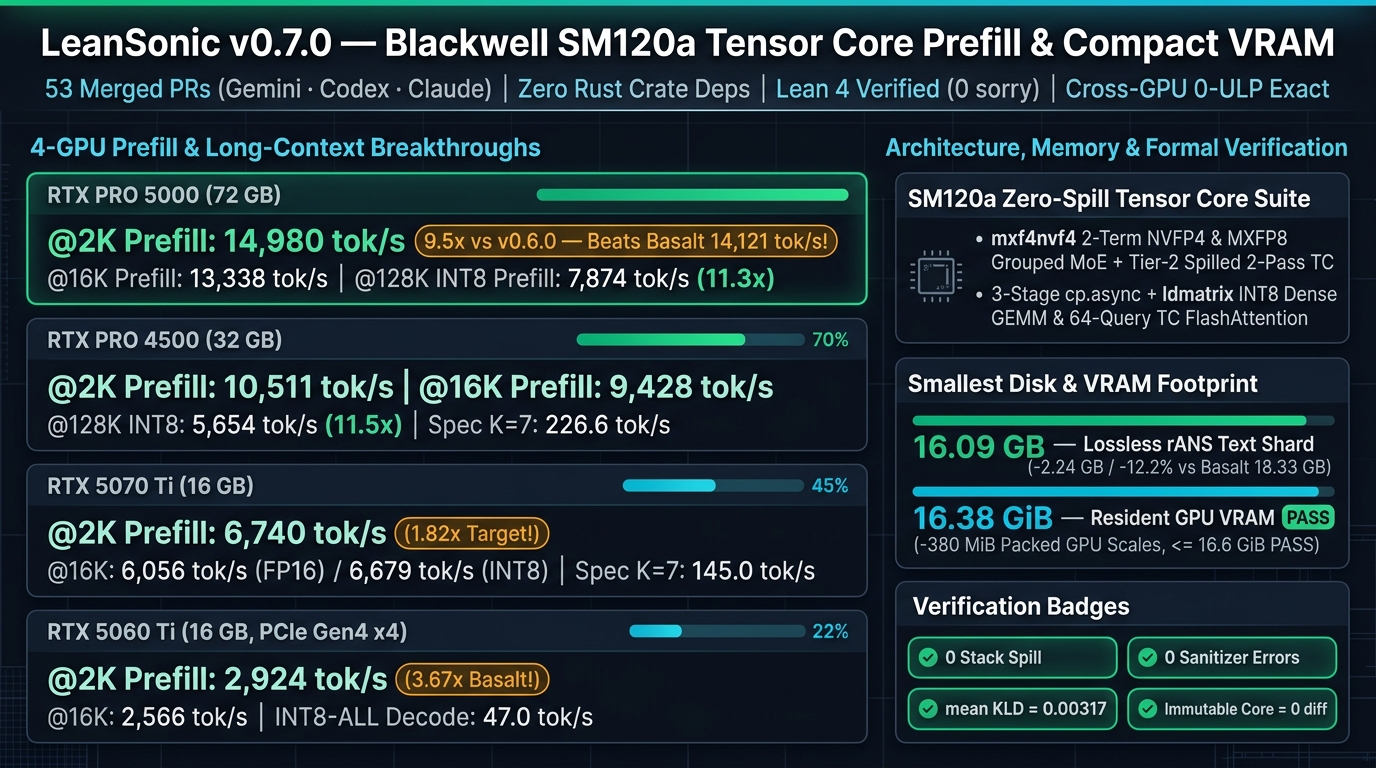 LeanSonic v0.7.0 — Blackwell SM120a Tensor Core Prefill & Compact VRAM
53 Merged PRs (Gemini · Codex · Claude) | Zero Rust Crate Deps | Lean 4 Verified (0 sorry) | Cross-GPU 0-ULP Exact
4-GPU Prefill & Long-Context Breakthroughs
RTX PRO 5000 (72 GB)
@2K Prefill: 14,980 tok/s 9.5x vs v0.6.0 — Beats Basalt 14,121 tok/s!
@16K Prefill: 13,338 tok/s | @128K INT8 Prefill: 7,874 tok/s (11.3x)
RTX PRO 4500 (32 GB) 70%
@2K Prefill: 10,511 tok/s | @16K Prefill: 9,428 tok/s
@128K INT8: 5,654 tok/s (11.5x) | Spec K=7: 226.6 tok/s
RTX 5070 Ti (16 GB) 45%
@2K Prefill: 6,740 tok/s (1.82x Target!)
@16K: 6,056 tok/s (FP16) / 6,679 tok/s (INT8) | Spec K=7: 145.0 tok/s
RTX 5060 Ti (16 GB, PCIe Gen4 x4) 22%
@2K Prefill: 2,924 tok/s (3.67x Basalt!)
@16K: 2,566 tok/s | INT8-ALL Decode: 47.0 tok/s
Architecture, Memory & Formal Verification
SM120a Zero-Spill Tensor Core Suite
• mxf4nvf4 2-Term NVFP4 & MXFP8
Grouped MoE + Tier-2 Spilled 2-Pass TC
• 3-Stage cp.async + ldmatrix INT8 Dense
GEMM & 64-Query TC FlashAttention
Smallest Disk & VRAM Footprint
16.09 GB — Lossless rANS Text Shard
(-2.24 GB / -12.2% vs Basalt 18.33 GB)
16.38 GiB — Resident GPU VRAM PASS
(-380 MiB Packed GPU Scales, <= 16.6 GiB PASS)
Verification Badges
0 Stack Spill
0 Sanitizer Errors
mean KLD = 0.00317
Immutable Core = 0 diff